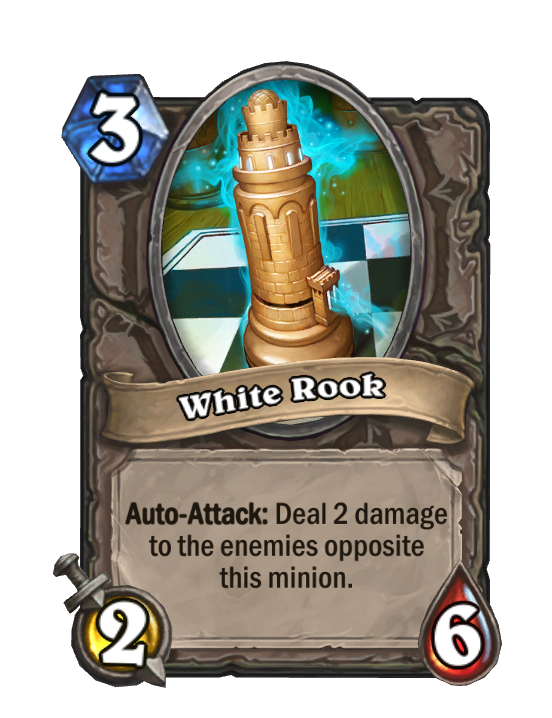 3
White Rook
Auto-Attack: Deal 2 damage
to the enemies opposite
this minion.
2
6